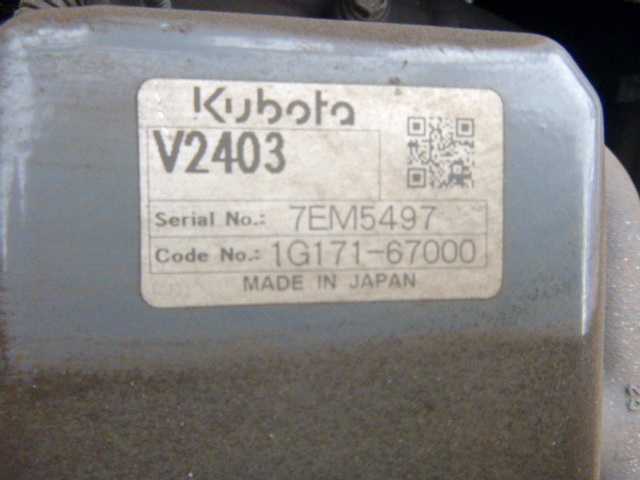 Kubota
V2403
Serial No.: 7EM5497
Code No.: 1G171-67000
MADE IN JAPAN